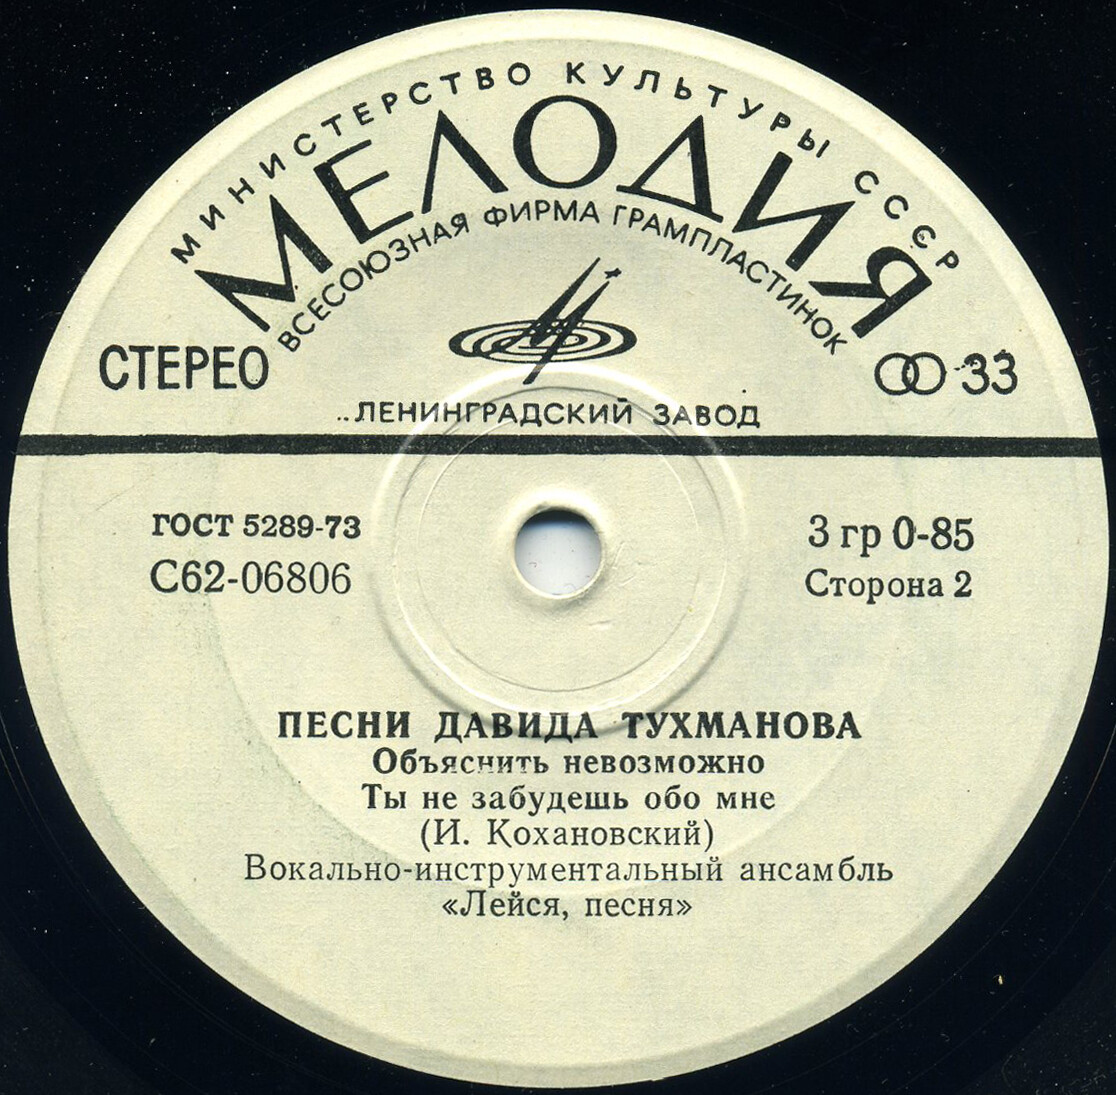 МИНИСТЕРСТВО КУЛЬТУРЫ СССР
МЕЛОДИЯ
ВСЕСОЮЗНАЯ ФИРМА ГРАМПЛАСТИНОК
СТЕРЕО
33
ЛЕНИНГРАДСКИЙ ЗАВОД
ГОСТ 5289-73
3 гр 0-85
С62-06806
Сторона 2
ПЕСНИ ДАВИДА ТУХМАНОВА
Объяснить невозможно
Ты не забудешь обо мне
(И. Кохановский)
Вокально-инструментальный ансамбль
«Лейся, песня»